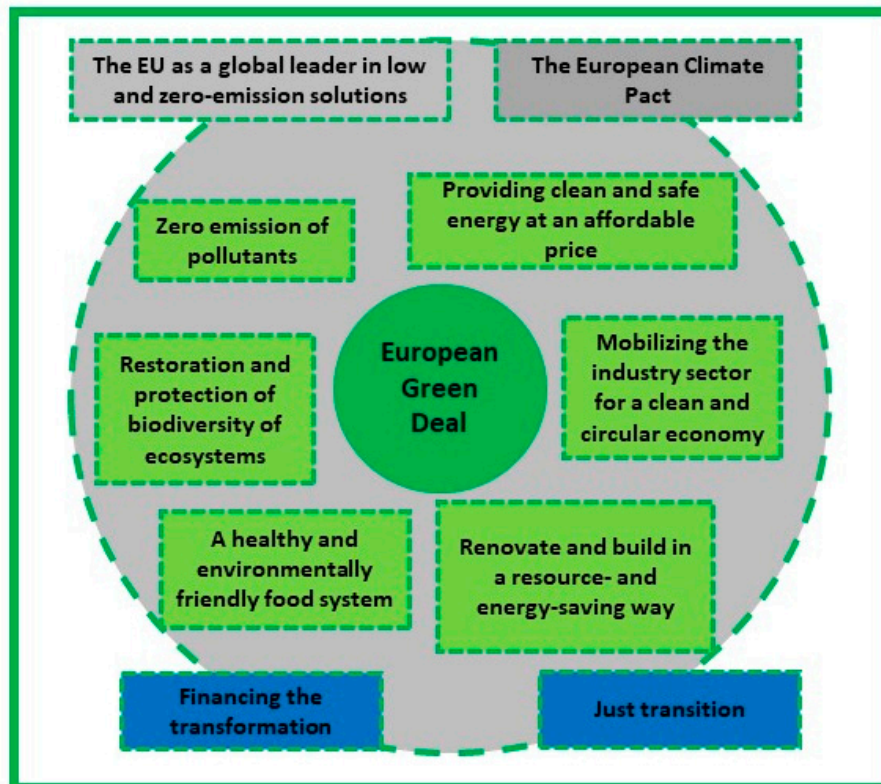 The EU as a global leader in low
and zero-emission solutions
The European Climate
Pact
Zero emission of
pollutants
Providing clean and safe
energy at an affordable
price
Restoration and
protection of
biodiversity of
ecosystems
European
Green
Deal
Mobilizing the
industry sector
for a clean and
circular economy
A healthy and
environmentally
friendly food system
Renovate and build in
a resource- and
energy-saving way
Financing the
transformation
Just transition